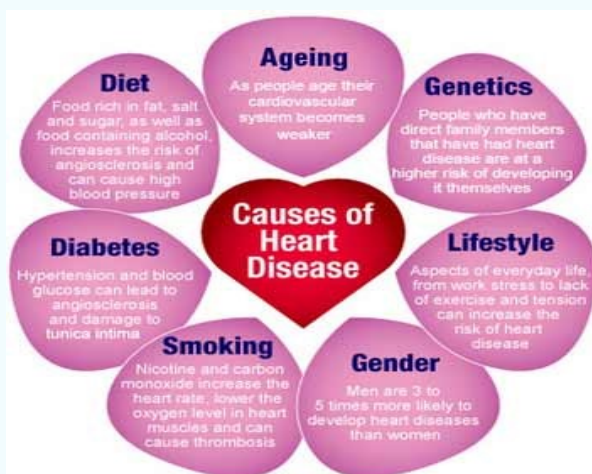 Ageing
As people age their
cardiovascular
system becomes
weaker
Diet
Food rich in fat, salt
and sugar, as well as
food containing alcohol,
increases the risk of
angiosclerosis and
can cause high
blood pressure
Genetics
People who have
direct family members
that have had heart
disease are at a
higher risk of developing
it themselves
Causes of
Heart
Disease
Diabetes
Hypertension and blood
glucose can lead to
angiosclerosis
and damage to
tunica intima
Lifestyle
Aspects of everyday life,
from work stress to lack
of exercise and tension
can increase the
risk of heart
disease
Smoking
Nicotine and carbon
monoxide increase the
heart rate, lower the
oxygen level in heart
muscles and can
cause thrombosis
Gender
Men are 3 to
5 times more likely to
develop heart diseases
than women